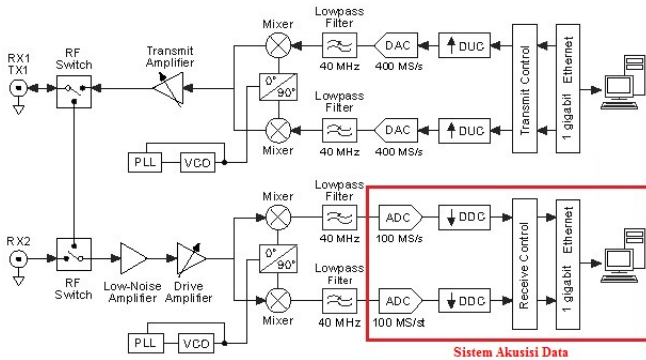 RX1
TX1
RF
Switch
Transmit
Amplifier
Mixer
Lowpass
Filter
40 MHz
DAC
400 MS/s
DUC
Transmit Control
1 gigabit Ethernet
0°
90°
Lowpass
Filter
40 MHz
DAC
400 MS/s
DUC
Mixer
PLL
VCO
RX2
RF
Switch
Low-Noise
Amplifier
Drive
Amplifier
Mixer
Lowpass
Filter
40 MHz
ADC
100 MS/s
DDC
Receive Control
1 gigabit Ethernet
0°
90°
Lowpass
Filter
40 MHz
ADC
100 MS/st
DDC
Mixer
PLL
VCO
Sistem Akusisi Data